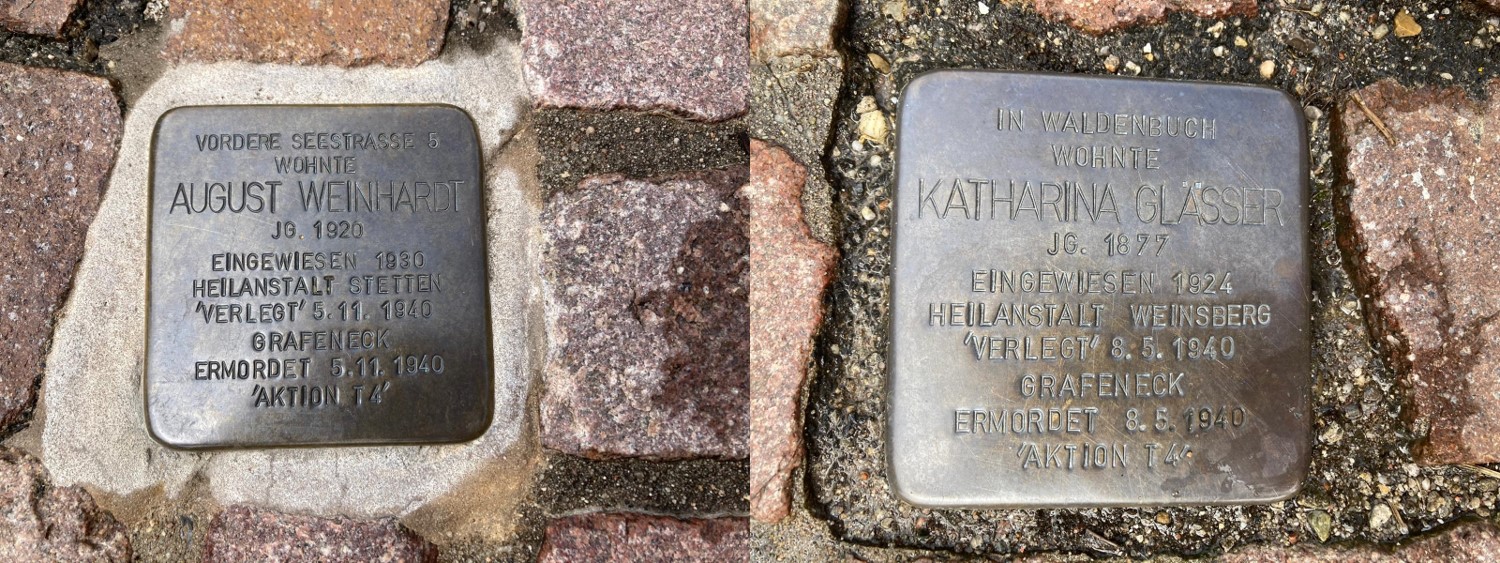 VORDERE SEESTRASSE 5
WOHNTE
AUGUST WEINHARDT
JG. 1920
EINGEWIESEN 1930
HEILANSTALT STETTEN
'VERLEGT' 5.11. 1940
GRAFENECK
ERMORDET 5.11. 1940
'AKTION T4'
IN WALDENBUCH
WOHNTE
KATHARINA GLÄSSER
JG. 1877
EINGEWIESEN 1924
HEILANSTALT WEINSBERG
'VERLEGT' 8.5. 1940
GRAFENECK
ERMORDET 8.5. 1940
'AKTION T4'